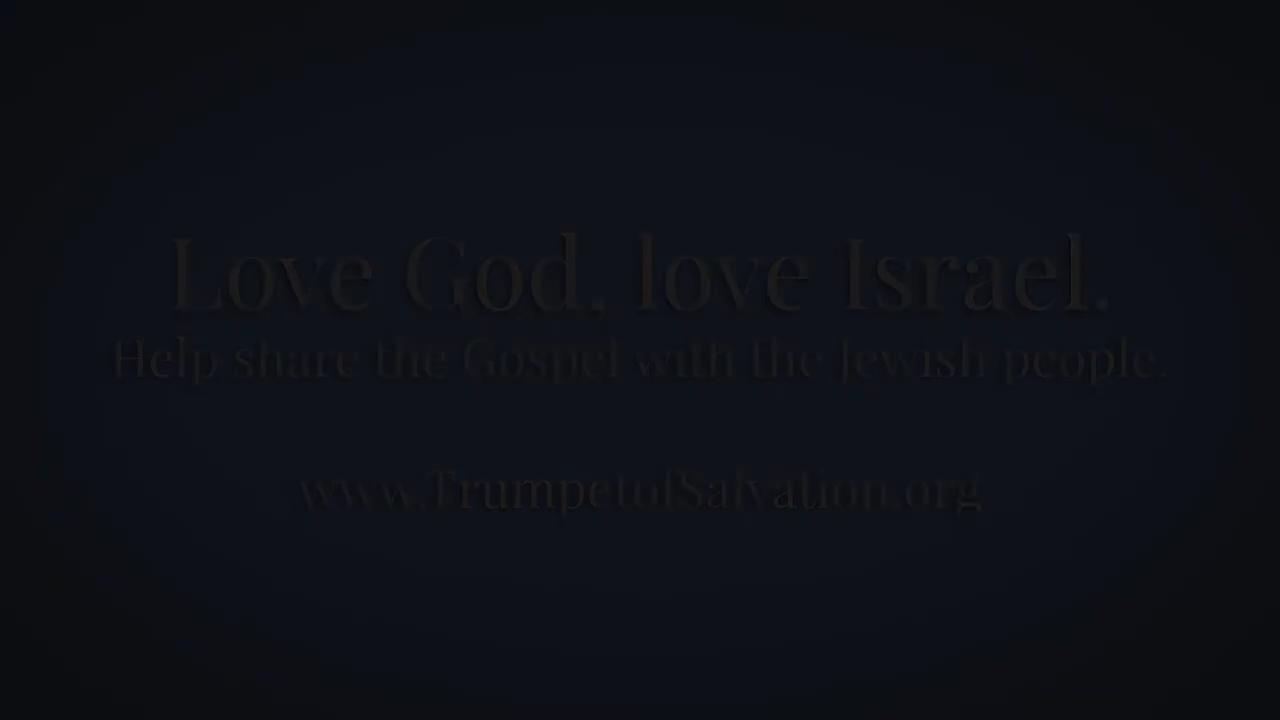 Love God, love Israel.
Help share the Gospel with the Jewish people.
www.TrumpetofSalvation.org